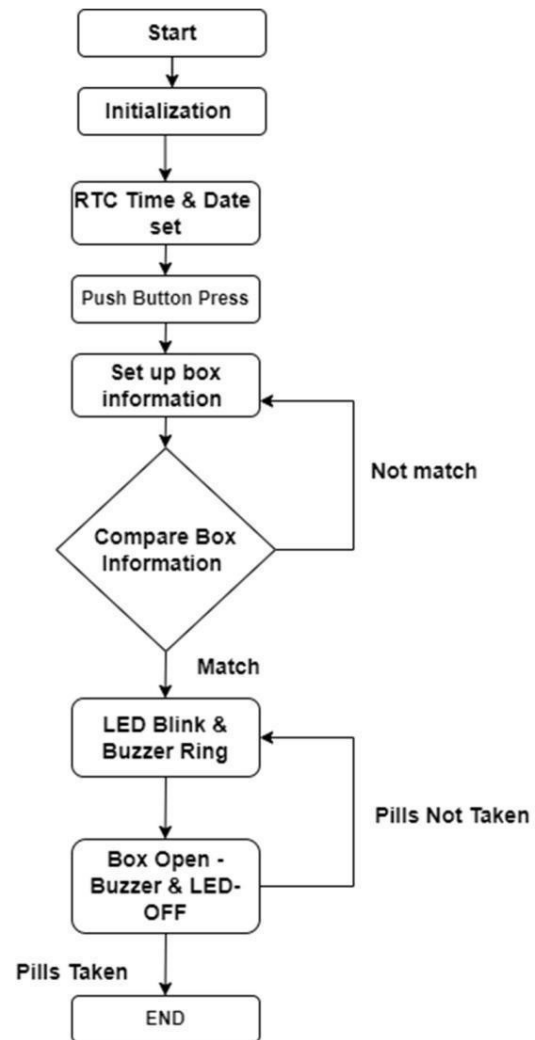 Start
Initialization
RTC Time & Date
set
Push Button Press
Set up box
information
Not match
Compare Box
Information
Match
LED Blink &
Buzzer Ring
Pills Not Taken
Box Open -
Buzzer & LED-
OFF
Pills Taken
END